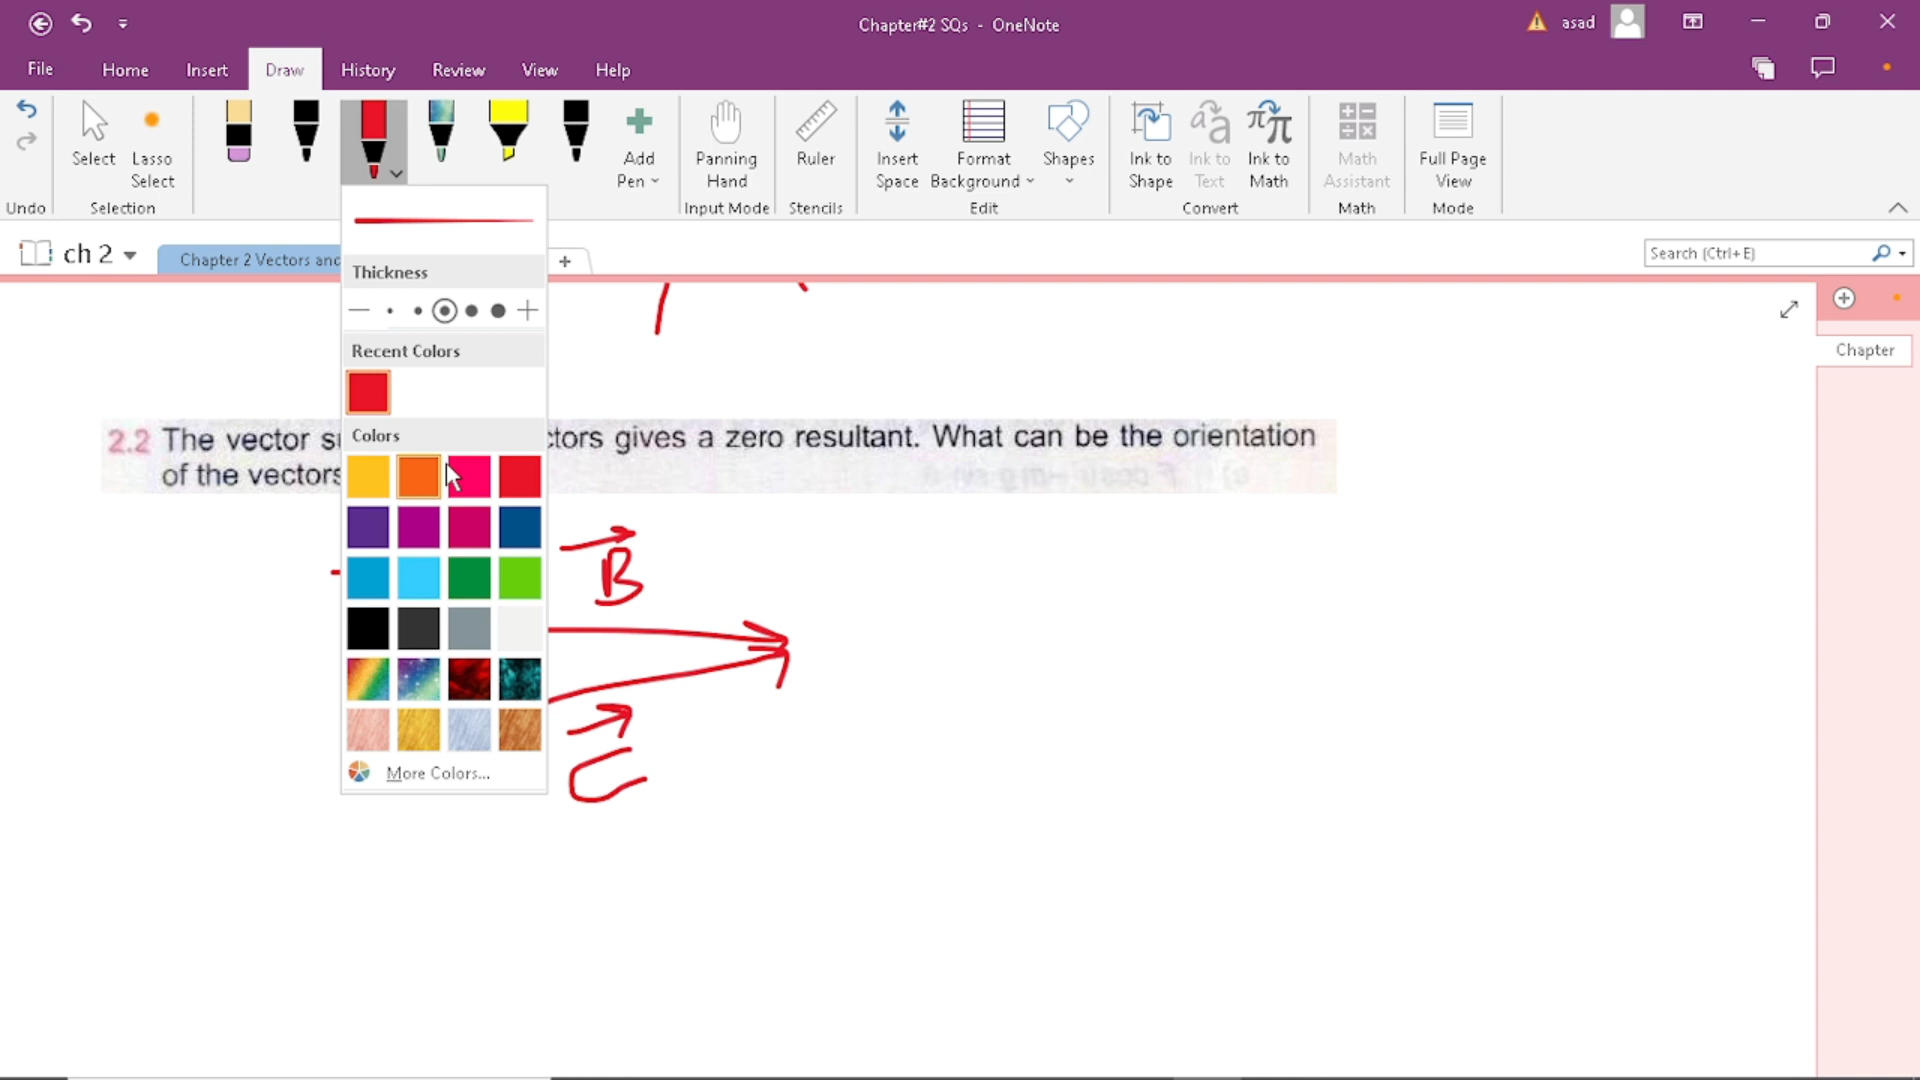 Chapter#2 SQs - OneNote
asad
File Home Insert Draw History Review View Help
Select Lasso Select
Add Pen
Panning Hand
Ruler
Insert Space
Format Background
Shapes
Ink to Shape
Ink to Text
Ink to Math
Math Assistant
Full Page View
Undo Selection Input Mode Stencils Edit Convert Math Mode
ch 2
Chapter 2 Vectors and
Search (Ctrl+E)
Chapter
Thickness
Recent Colors
Colors
More Colors...
2.2 The vector tors gives a zero resultant. What can be the orientation
of the vectors
B
C